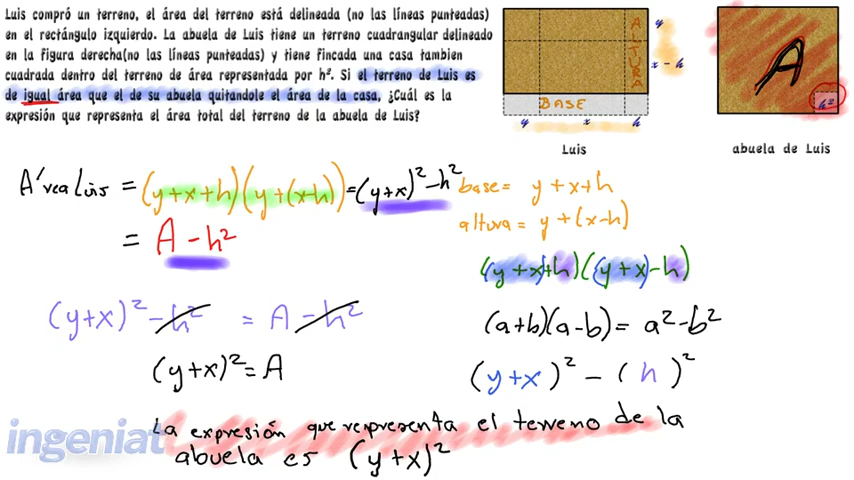 Luis compró un terreno, el área del terreno está delineada (no las líneas punteadas)
en el rectángulo izquierdo. La abuela de Luis tiene un terreno cuadrangular delineado
en la figura derecha(no las líneas punteadas) y tiene fincada una casa tambien
cuadrada dentro del terreno de área representada por h². Si el terreno de Luis es
de igual área que el de su abuela quitandole el área de la casa, ¿Cuál es la
expresión que representa el área total del terreno de la abuela de Luis?
ALTURA
y
x - h
BASE
y x h
Luis
A
h²
abuela de Luis
A'rea Luis = (y+x+h)(y+(x-h)) = (y+x)² - h²
= A - h²
base = y+x+h
altura = y+(x-h)
(y+x+h)(y+x-h)
(y+x)² - h² = A - h²
(a+b)(a-b) = a² - b²
(y+x)² = A
(y+x)² - (h)²
La expresión que representa el terreno de la
abuela es (y+x)²
ingeniat